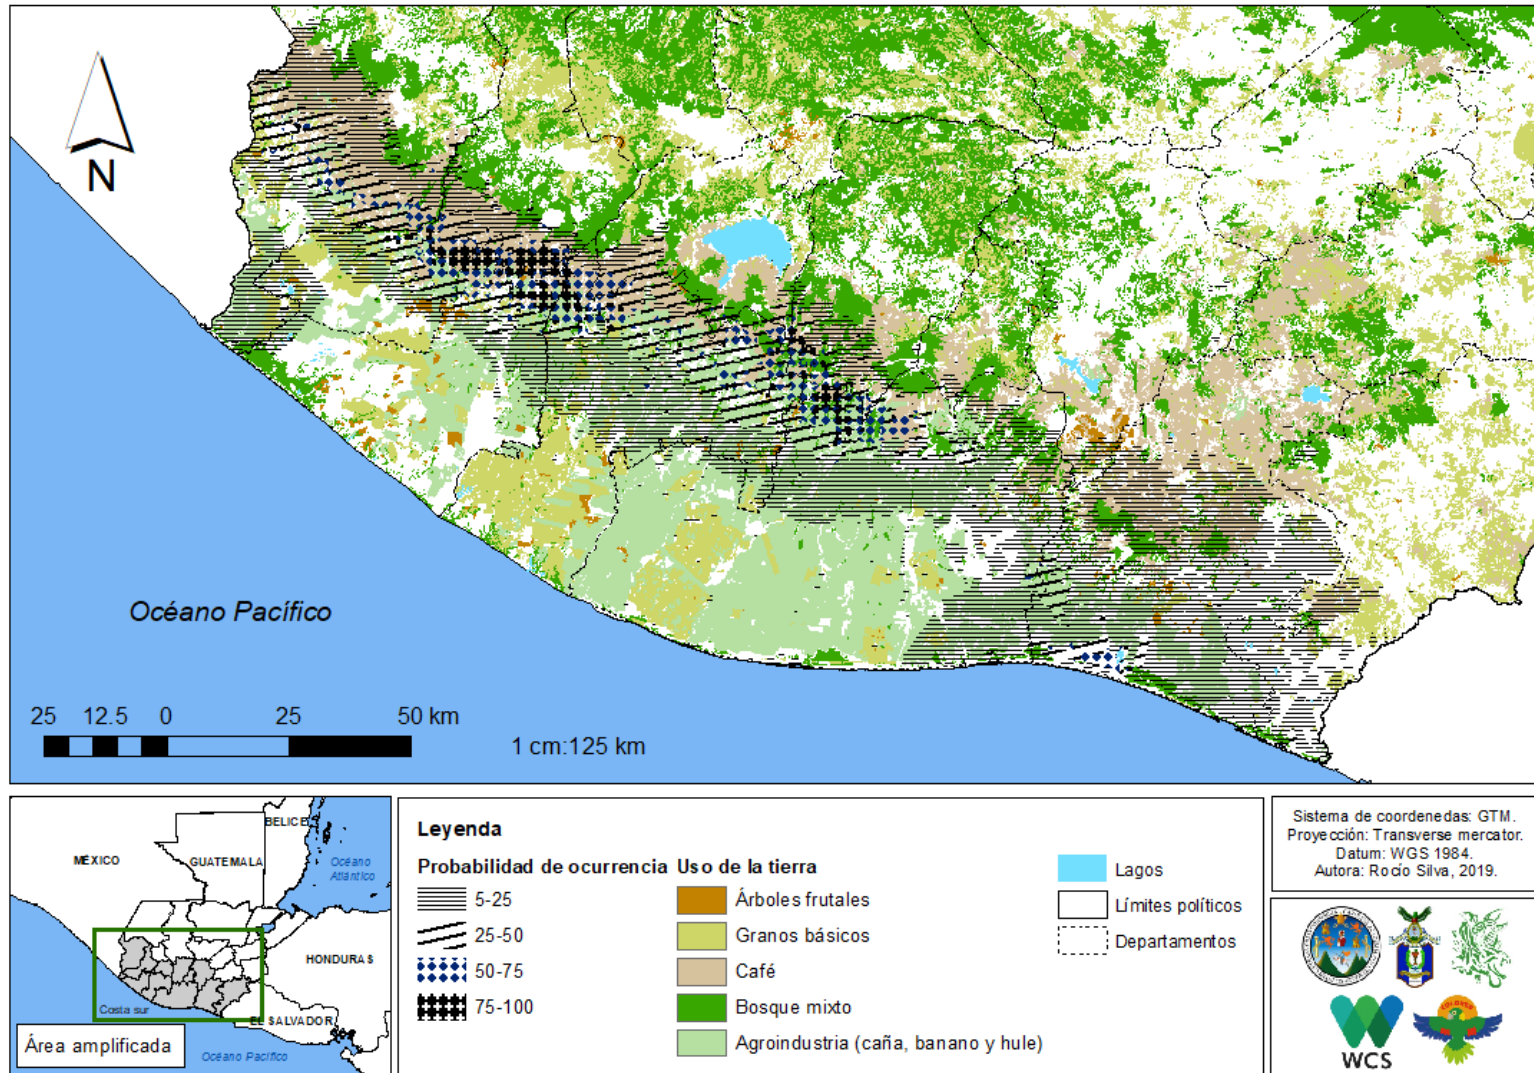 N
Océano Pacífico
25 12.5 0 25 50 km
1 cm:125 km
BELICE
MÉXICO
GUATEMALA
Océano
Atlántico
HONDURAS
Costa sur
EL SALVADOR
Área amplificada
Océano Pacífico
Leyenda
Probabilidad de ocurrencia
5-25
25-50
50-75
75-100
Uso de la tierra
Árboles frutales
Granos básicos
Café
Bosque mixto
Agroindustria (caña, banano y hule)
Lagos
Límites políticos
Departamentos
Sistema de coordenedas: GTM.
Proyección: Transverse mercator.
Datum: WGS 1984.
Autora: Rocío Silva, 2019.
WCS